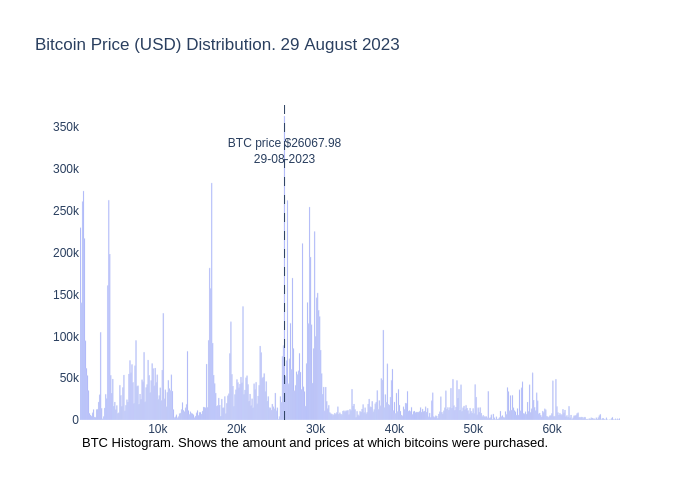 Bitcoin Price (USD) Distribution. 29 August 2023
350k
BTC price $26067.98
29-08-2023
300k
250k
200k
150k
100k
50k
0
10k 20k 30k 40k 50k 60k
BTC Histogram. Shows the amount and prices at which bitcoins were purchased.